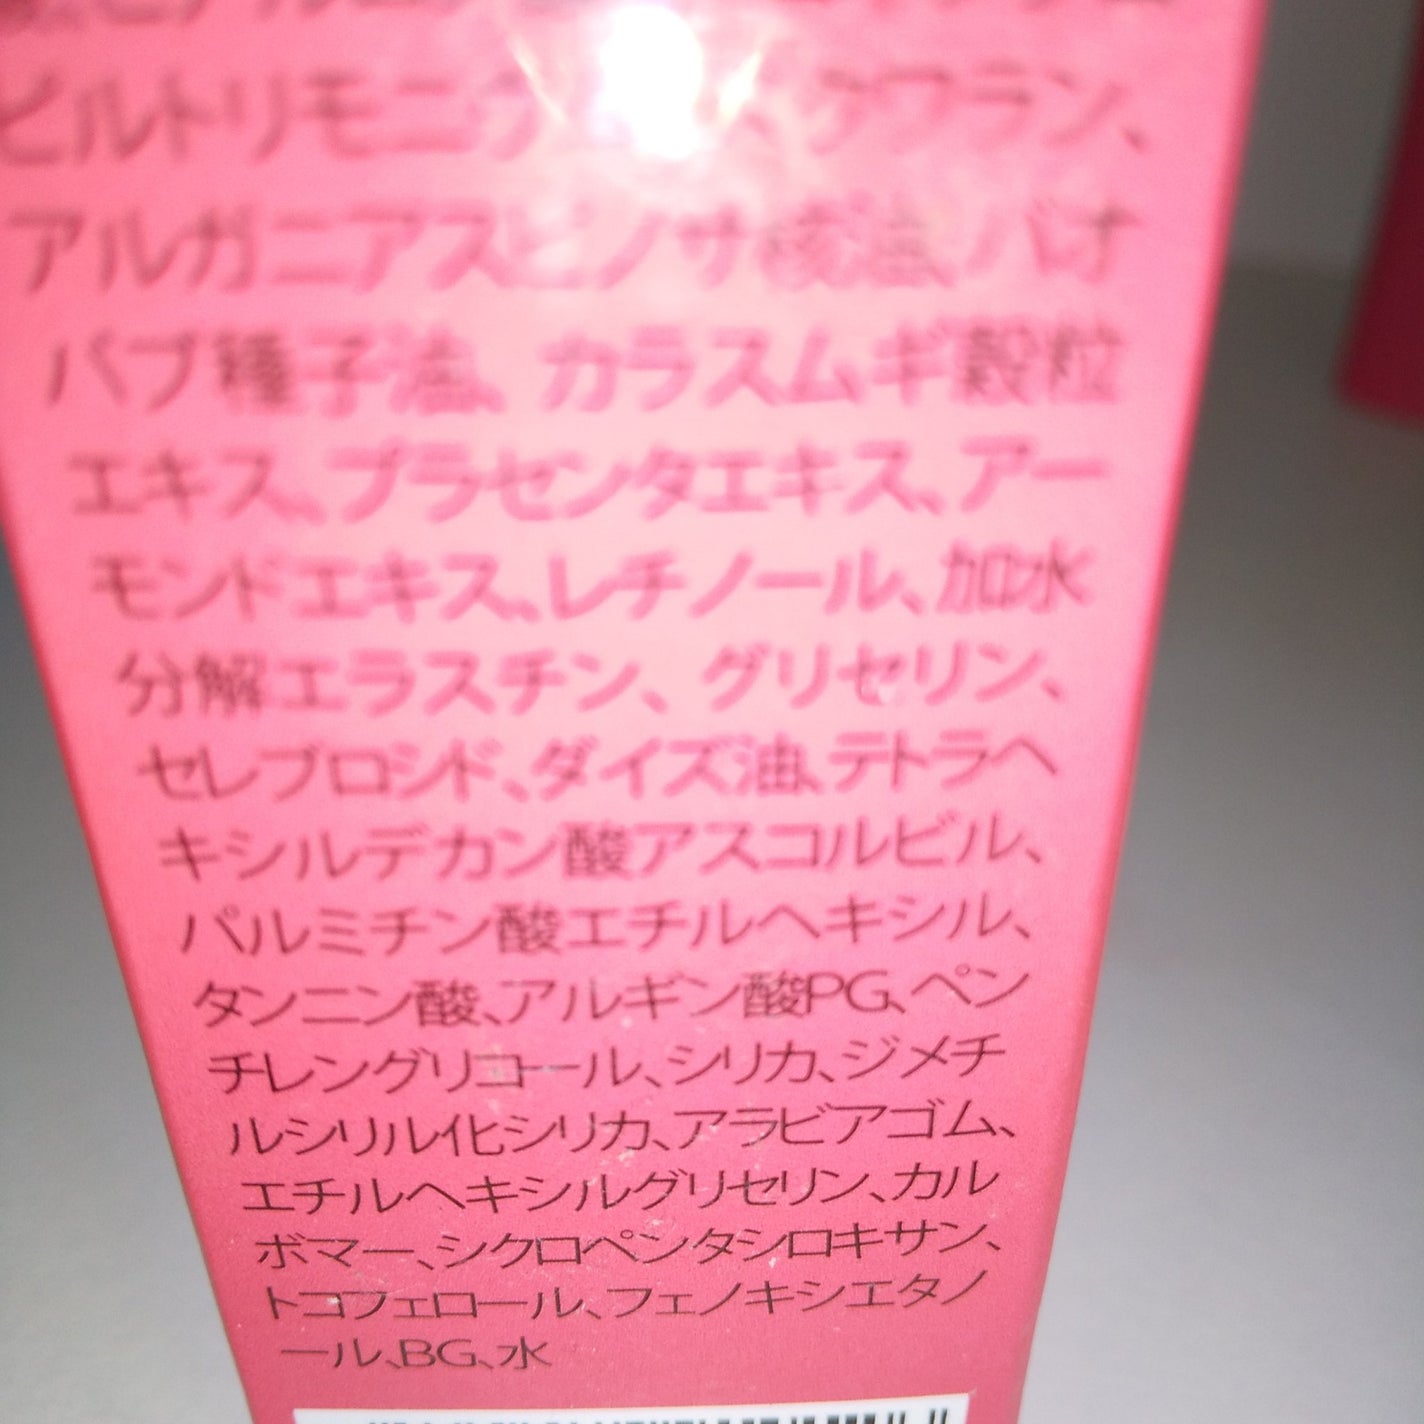 ピルトリモニウム、クワラン、
アルガニアスピノサ核油、バオ
バブ種子油、カラスムギ穀粒
エキス、プラセンタエキス、アー
モンドエキス、レチノール、加水
分解エラスチン、グリセリン、
セレブロシド、ダイズ油、テトラヘ
キシルデカン酸アスコルビル、
パルミチン酸エチルヘキシル、
タンニン酸、アルギン酸PG、ペン
チレングリコール、シリカ、ジメチ
ルシリル化シリカ、アラビアゴム、
エチルヘキシルグリセリン、カル
ボマー、シクロペンタシロキサン、
トコフェロール、フェノキシエタノ
ール、BG、水